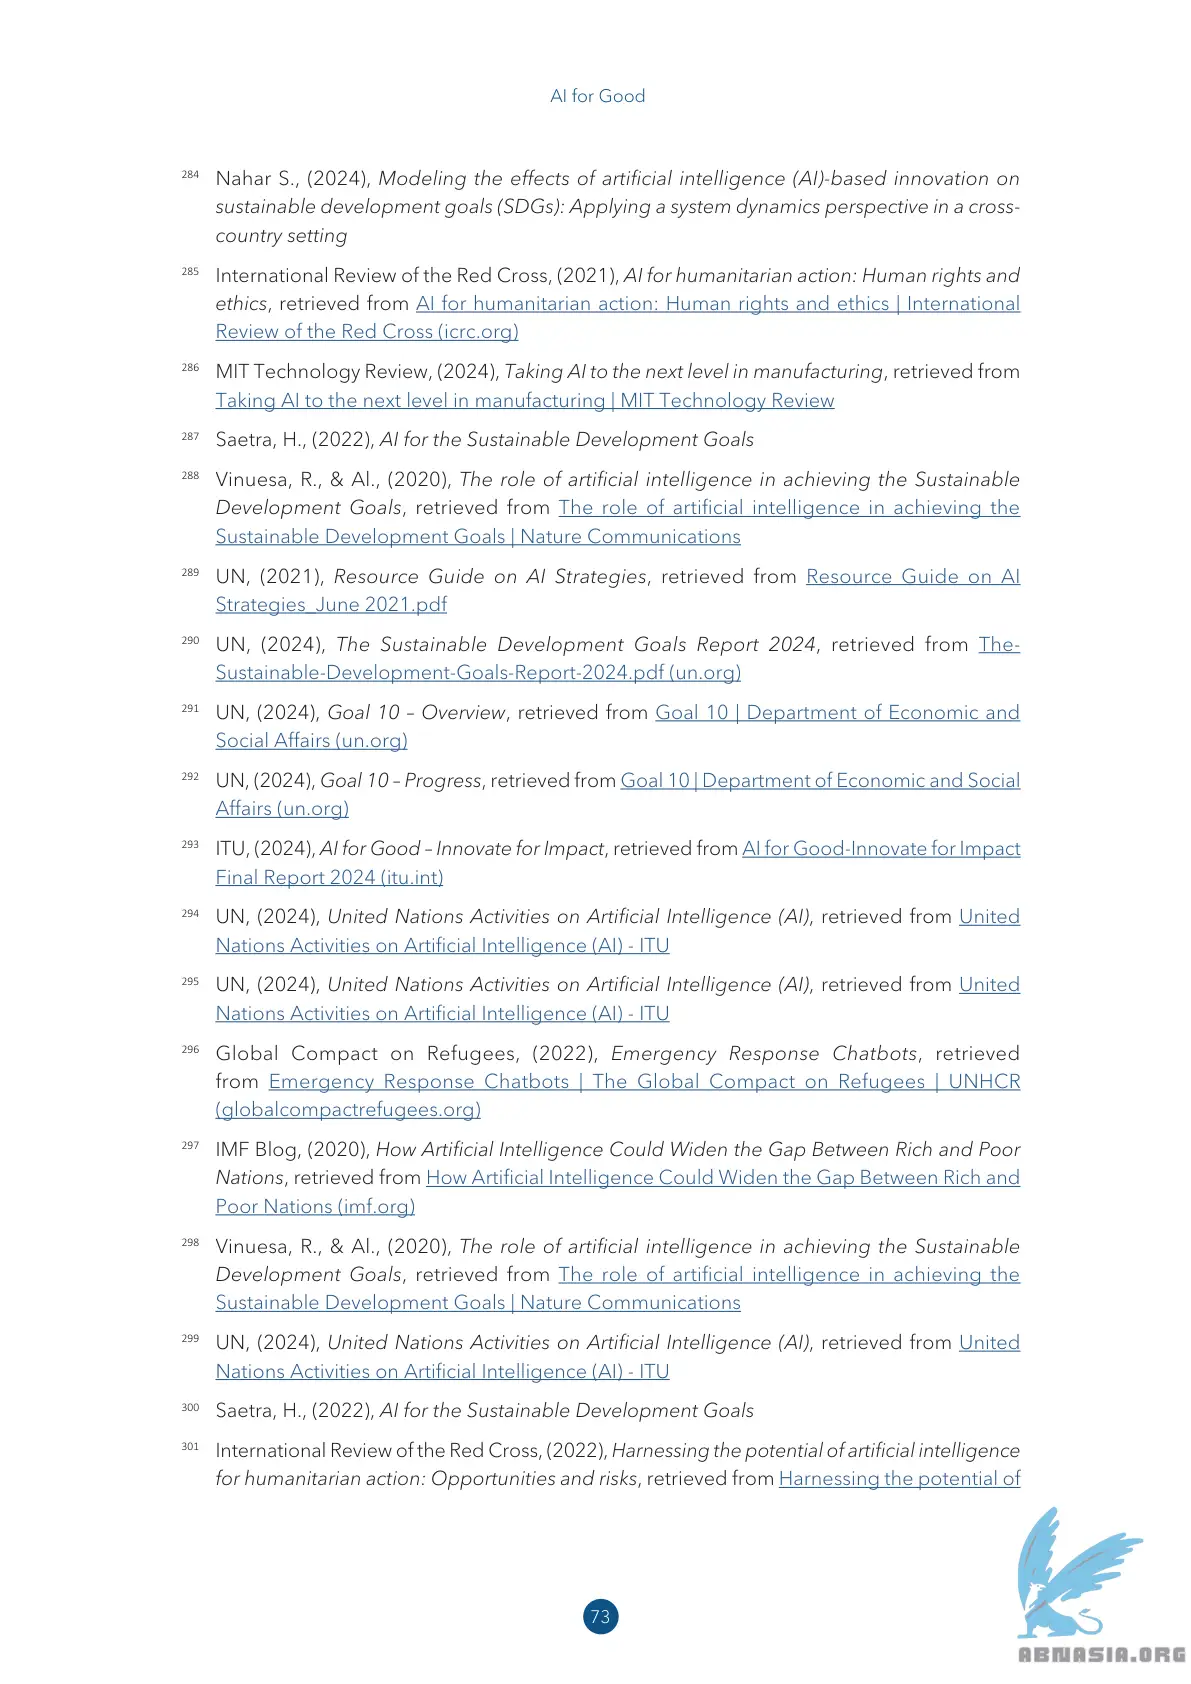 AI for Good
284 Nahar S., (2024), Modeling the effects of artificial intelligence (AI)-based innovation on
sustainable development goals (SDGs): Applying a system dynamics perspective in a cross-
country setting
285 International Review of the Red Cross, (2021), AI for humanitarian action: Human rights and
ethics, retrieved from AI for humanitarian action: Human rights and ethics | International
Review of the Red Cross (icrc.org)
286 MIT Technology Review, (2024), Taking AI to the next level in manufacturing, retrieved from
Taking AI to the next level in manufacturing | MIT Technology Review
287 Saetra, H., (2022), AI for the Sustainable Development Goals
288 Vinuesa, R., & Al., (2020), The role of artificial intelligence in achieving the Sustainable
Development Goals, retrieved from The role of artificial intelligence in achieving the
Sustainable Development Goals | Nature Communications
289 UN, (2021), Resource Guide on AI Strategies, retrieved from Resource Guide on AI
Strategies_June 2021.pdf
290 UN, (2024), The Sustainable Development Goals Report 2024, retrieved from The-
Sustainable-Development-Goals-Report-2024.pdf (un.org)
291 UN, (2024), Goal 10 – Overview, retrieved from Goal 10 | Department of Economic and
Social Affairs (un.org)
292 UN, (2024), Goal 10 – Progress, retrieved from Goal 10 | Department of Economic and Social
Affairs (un.org)
293 ITU, (2024), AI for Good – Innovate for Impact, retrieved from AI for Good-Innovate for Impact
Final Report 2024 (itu.int)
294 UN, (2024), United Nations Activities on Artificial Intelligence (AI), retrieved from United
Nations Activities on Artificial Intelligence (AI) - ITU
295 UN, (2024), United Nations Activities on Artificial Intelligence (AI), retrieved from United
Nations Activities on Artificial Intelligence (AI) - ITU
296 Global Compact on Refugees, (2022), Emergency Response Chatbots, retrieved
from Emergency Response Chatbots | The Global Compact on Refugees | UNHCR
(globalcompactrefugees.org)
297 IMF Blog, (2020), How Artificial Intelligence Could Widen the Gap Between Rich and Poor
Nations, retrieved from How Artificial Intelligence Could Widen the Gap Between Rich and
Poor Nations (imf.org)
298 Vinuesa, R., & Al., (2020), The role of artificial intelligence in achieving the Sustainable
Development Goals, retrieved from The role of artificial intelligence in achieving the
Sustainable Development Goals | Nature Communications
299 UN, (2024), United Nations Activities on Artificial Intelligence (AI), retrieved from United
Nations Activities on Artificial Intelligence (AI) - ITU
300 Saetra, H., (2022), AI for the Sustainable Development Goals
301 International Review of the Red Cross, (2022), Harnessing the potential of artificial intelligence
for humanitarian action: Opportunities and risks, retrieved from Harnessing the potential of
73
ABNASIA.ORG